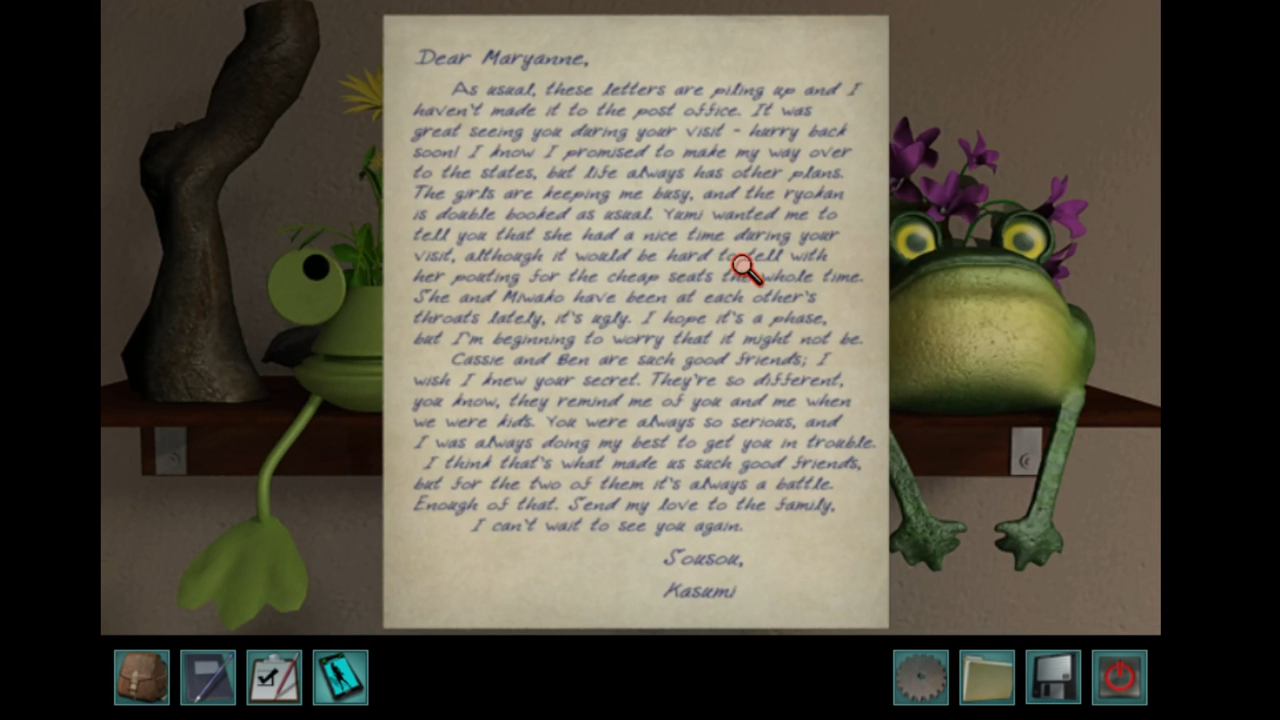 Dear Maryanne,
As usual, these letters are piling up and I
haven't made it to the post office. It was
great seeing you during your visit - hurry back
soon! I know I promised to make my way over
to the states, but life always has other plans.
The girls are keeping me busy, and the ryokan
is double booked as usual. Yumi wanted me to
tell you that she had a nice time during your
visit, although it would be hard to tell with
her pouting for the cheap seats the whole time.
She and Miwako have been at each other's
throats lately, it's ugly. I hope it's a phase,
but I'm beginning to worry that it might not be.
Cassie and Ben are such good friends; I
wish I knew your secret. They're so different,
you know, they remind me of you and me when
we were kids. You were always so serious, and
I was always doing my best to get you in trouble.
I think that's what made us such good friends,
but for the two of them it's always a battle.
Enough of that. Send my love to the family,
I can't wait to see you again.
Sousou,
Kasumi